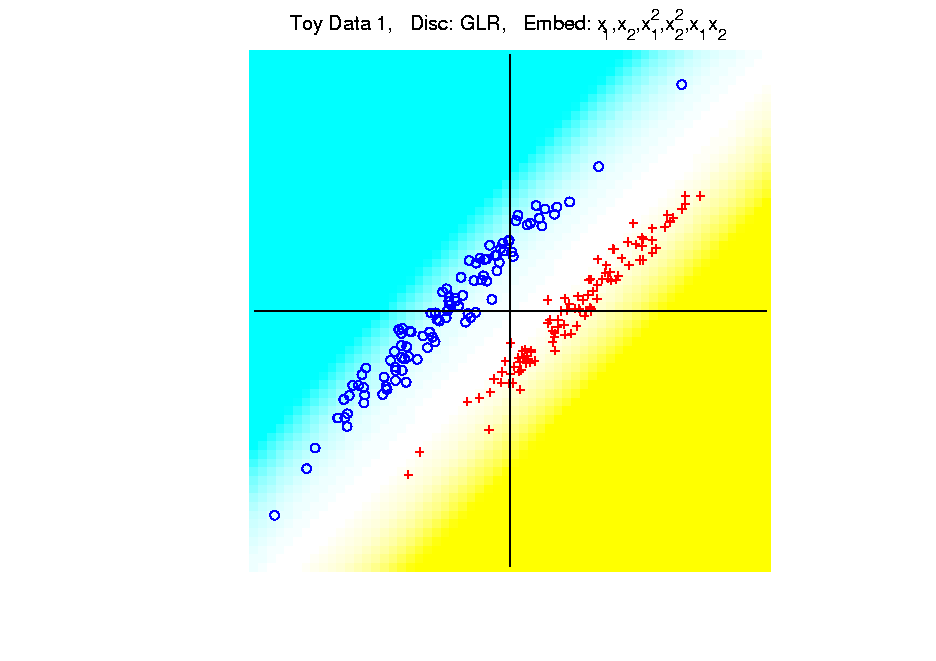 Toy Data 1, Disc: GLR, Embed: x₁,x₂,x₁²,x₂²,x₁x₂